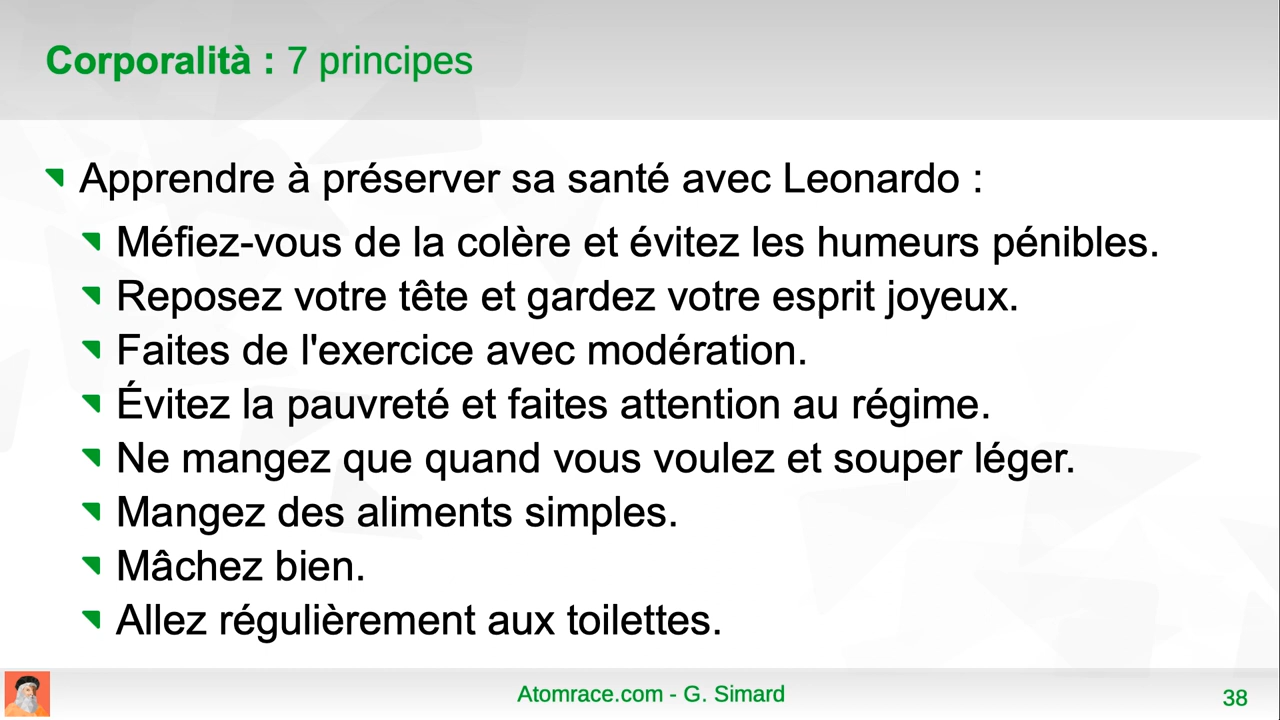 Corporalità : 7 principes
Apprendre à préserver sa santé avec Leonardo :
Méfiez-vous de la colère et évitez les humeurs pénibles.
Reposez votre tête et gardez votre esprit joyeux.
Faites de l'exercice avec modération.
Évitez la pauvreté et faites attention au régime.
Ne mangez que quand vous voulez et souper léger.
Mangez des aliments simples.
Mâchez bien.
Allez régulièrement aux toilettes.
Atomrace.com - G. Simard
38